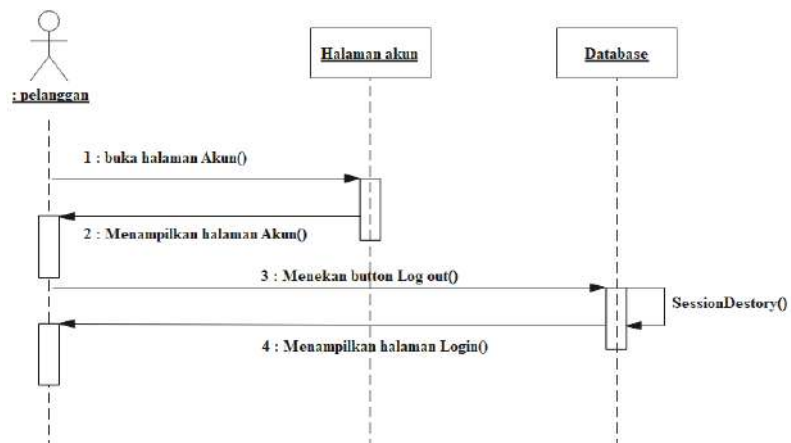 Halaman akun
Database
: pelanggan
1 : buka halaman Akun()
2 : Menampilkan halaman Akun()
3 : Menekan button Log out()
SessionDestory()
4 : Menampilkan halaman Login()